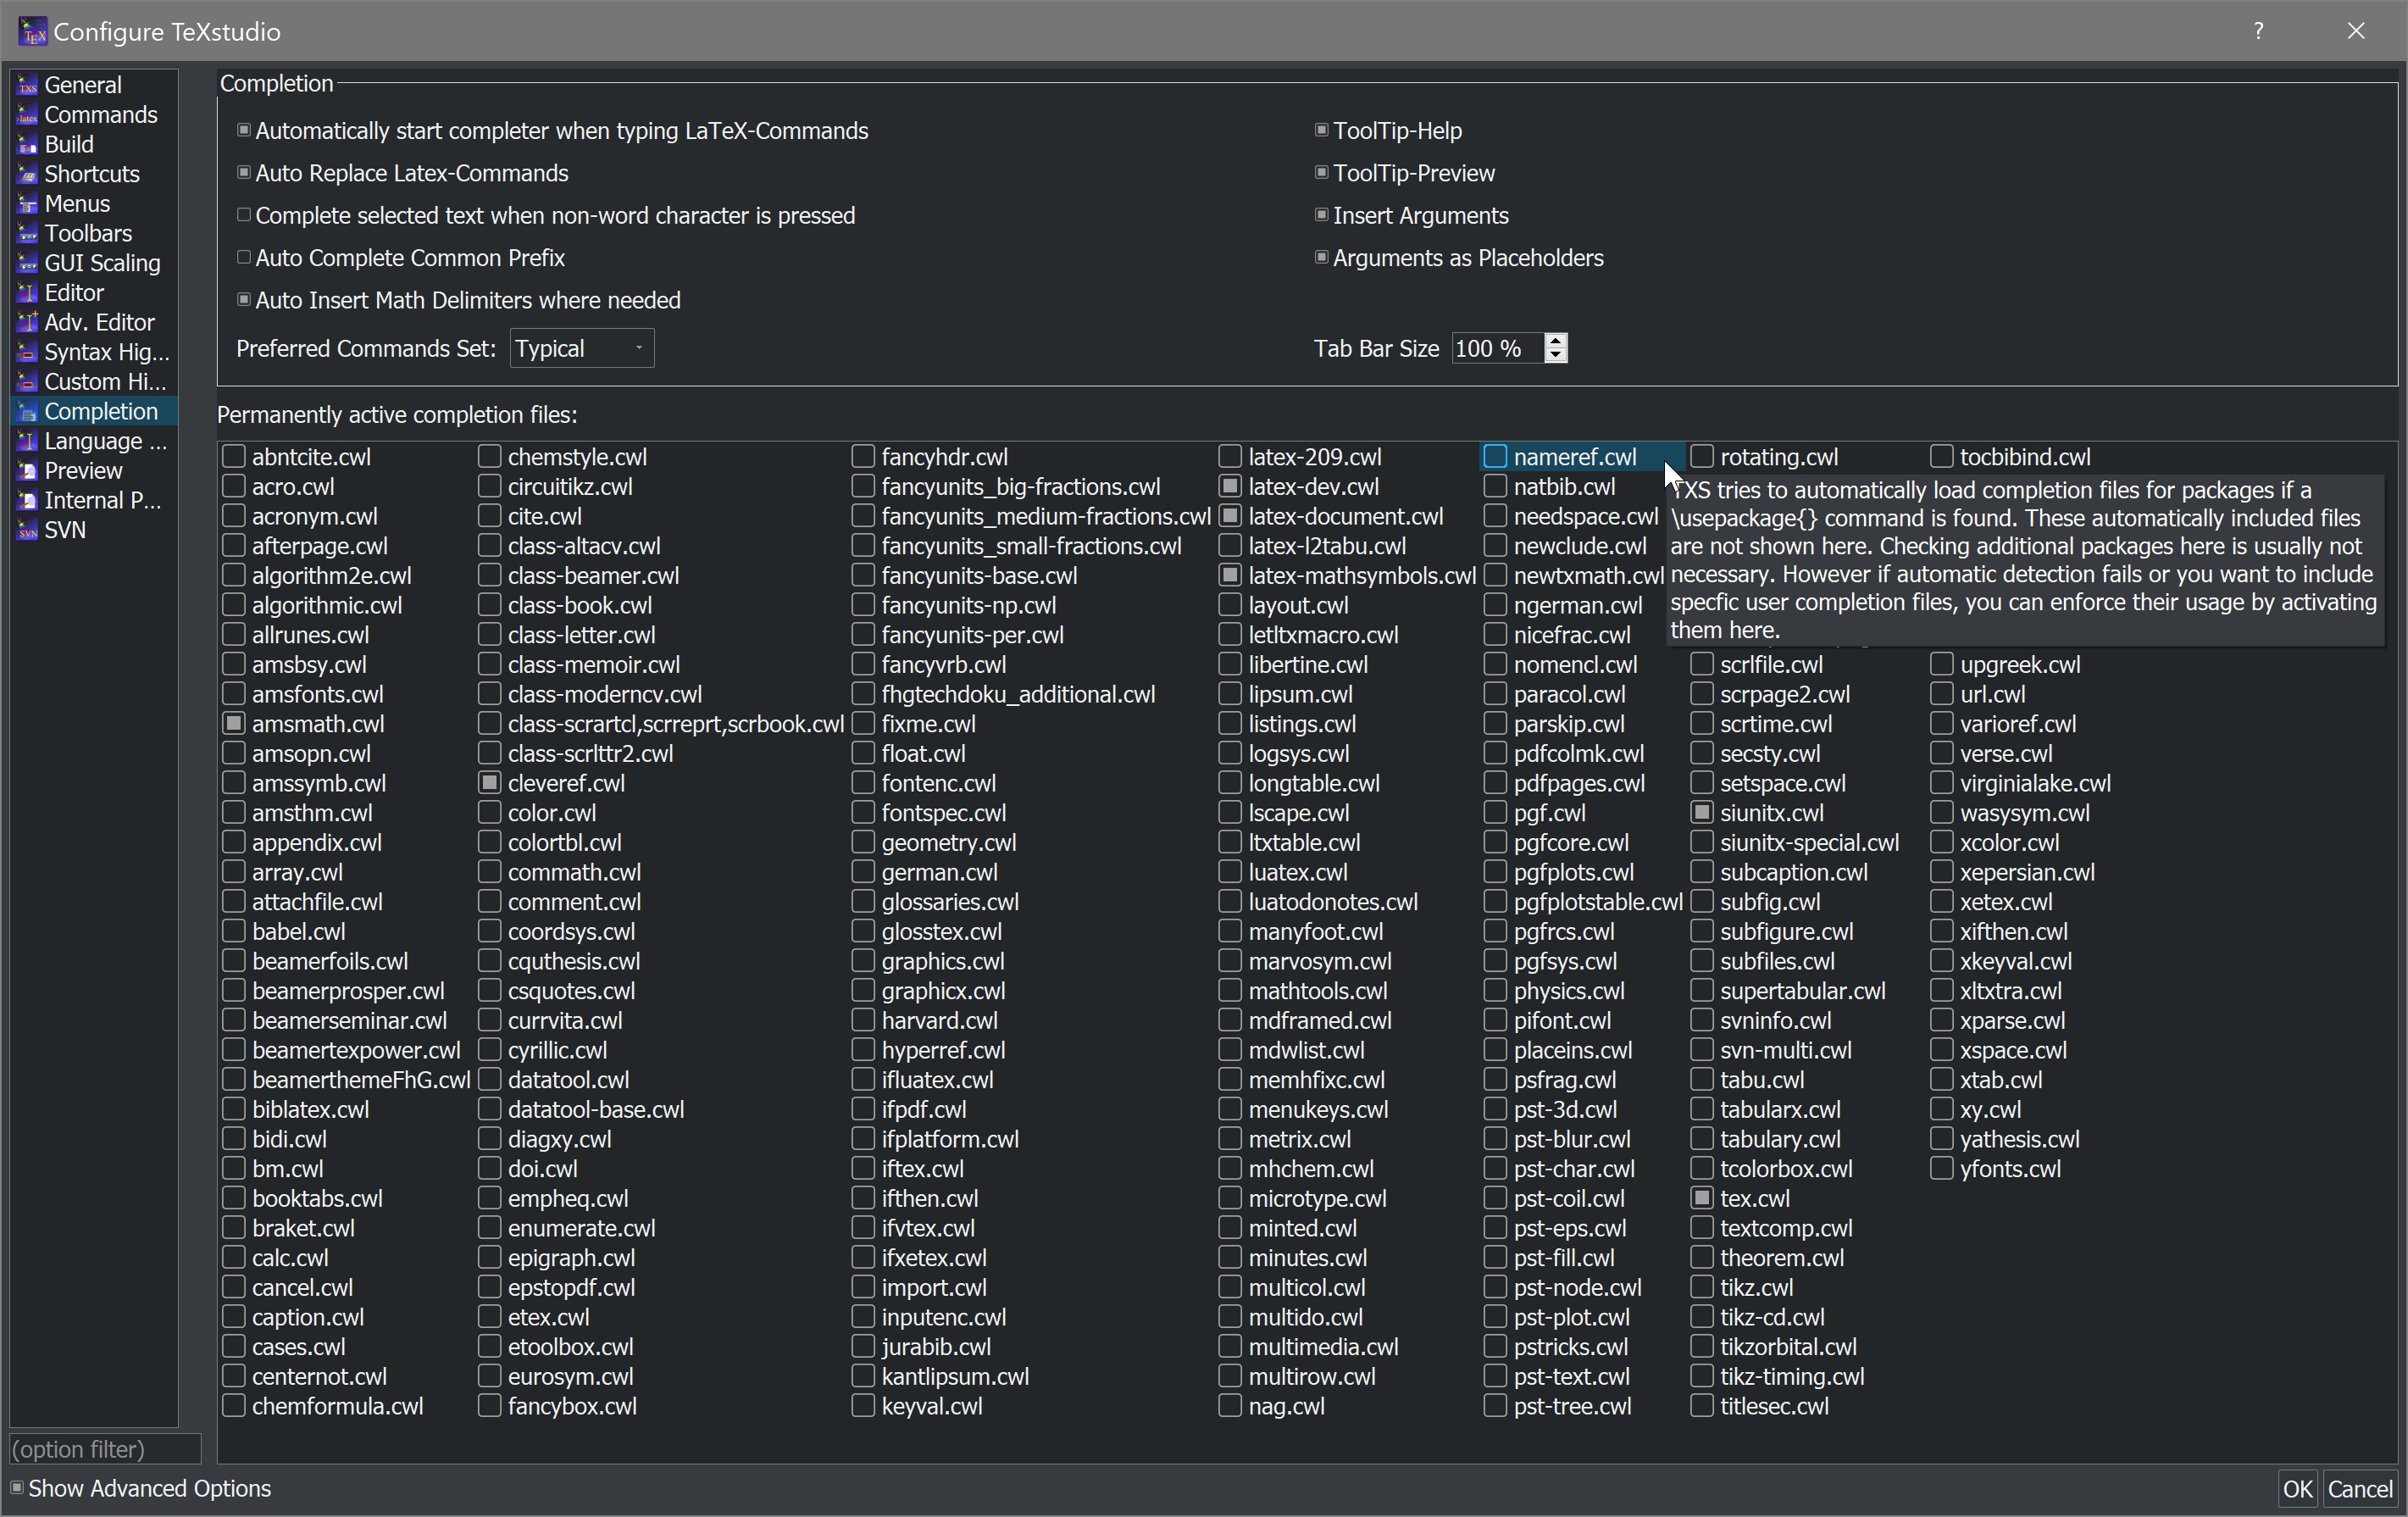 Configure TeXstudio
?
General
Commands
Build
Shortcuts
Menus
Toolbars
GUI Scaling
Editor
Adv. Editor
Syntax Hig...
Custom Hi...
Completion
Language ...
Preview
Internal P...
SVN
(option filter)
Show Advanced Options
Completion
Automatically start completer when typing LaTeX-Commands
Auto Replace Latex-Commands
Complete selected text when non-word character is pressed
Auto Complete Common Prefix
Auto Insert Math Delimiters where needed
Preferred Commands Set: Typical
ToolTip-Help
ToolTip-Preview
Insert Arguments
Arguments as Placeholders
Tab Bar Size 100 %
Permanently active completion files:
abntcite.cwl
acro.cwl
acronym.cwl
afterpage.cwl
algorithm2e.cwl
algorithmic.cwl
allrunes.cwl
amsbsy.cwl
amsfonts.cwl
amsmath.cwl
amsopn.cwl
amssymb.cwl
amsthm.cwl
appendix.cwl
array.cwl
attachfile.cwl
babel.cwl
beamerfoils.cwl
beamerprosper.cwl
beamerseminar.cwl
beamertexpower.cwl
beamerthemeFhG.cwl
biblatex.cwl
bidi.cwl
bm.cwl
booktabs.cwl
braket.cwl
calc.cwl
cancel.cwl
caption.cwl
cases.cwl
centernot.cwl
chemformula.cwl
chemstyle.cwl
circuitikz.cwl
cite.cwl
class-altacv.cwl
class-beamer.cwl
class-book.cwl
class-letter.cwl
class-memoir.cwl
class-moderncv.cwl
class-scrartcl,scrreprt,scrbook.cwl
class-scrlttr2.cwl
cleveref.cwl
color.cwl
colortbl.cwl
commath.cwl
comment.cwl
coordsys.cwl
cquthesis.cwl
csquotes.cwl
currvita.cwl
cyrillic.cwl
datatool.cwl
datatool-base.cwl
diagxy.cwl
doi.cwl
empheq.cwl
enumerate.cwl
epigraph.cwl
epstopdf.cwl
etex.cwl
etoolbox.cwl
eurosym.cwl
fancybox.cwl
fancyhdr.cwl
fancyunits_big-fractions.cwl
fancyunits_medium-fractions.cwl
fancyunits_small-fractions.cwl
fancyunits-base.cwl
fancyunits-np.cwl
fancyunits-per.cwl
fancyvrb.cwl
fhgtechdoku_additional.cwl
fixme.cwl
float.cwl
fontenc.cwl
fontspec.cwl
geometry.cwl
german.cwl
glossaries.cwl
glosstex.cwl
graphics.cwl
graphicx.cwl
harvard.cwl
hyperref.cwl
ifluatex.cwl
ifpdf.cwl
ifplatform.cwl
iftex.cwl
ifthen.cwl
ifvtex.cwl
ifxetex.cwl
import.cwl
inputenc.cwl
jurabib.cwl
kantlipsum.cwl
keyval.cwl
latex-209.cwl
latex-dev.cwl
latex-document.cwl
latex-l2tabu.cwl
latex-mathsymbols.cwl
layout.cwl
letltxmacro.cwl
libertine.cwl
lipsum.cwl
listings.cwl
logsys.cwl
longtable.cwl
lscape.cwl
ltxtable.cwl
luatex.cwl
luatodonotes.cwl
manyfoot.cwl
marvosym.cwl
mathtools.cwl
mdframed.cwl
mdwlist.cwl
memhfixc.cwl
menukeys.cwl
metrix.cwl
mhchem.cwl
microtype.cwl
minted.cwl
minutes.cwl
multicol.cwl
multido.cwl
multimedia.cwl
multirow.cwl
nag.cwl
nameref.cwl
natbib.cwl
needspace.cwl
newclude.cwl
newtxmath.cwl
ngerman.cwl
nicefrac.cwl
nomencl.cwl
paracol.cwl
parskip.cwl
pdfcolmk.cwl
pdfpages.cwl
pgf.cwl
pgfcore.cwl
pgfplots.cwl
pgfplotstable.cwl
pgfrcs.cwl
pgfsys.cwl
physics.cwl
pifont.cwl
placeins.cwl
psfrag.cwl
pst-3d.cwl
pst-blur.cwl
pst-char.cwl
pst-coil.cwl
pst-eps.cwl
pst-fill.cwl
pst-node.cwl
pst-plot.cwl
pstricks.cwl
pst-text.cwl
pst-tree.cwl
rotating.cwl
TXS tries to automatically load completion files for packages if a
\usepackage{} command is found. These automatically included files
are not shown here. Checking additional packages here is usually not
necessary. However if automatic detection fails or you want to include
specfic user completion files, you can enforce their usage by activating
them here.
scrlfile.cwl
scrpage2.cwl
scrtime.cwl
secsty.cwl
setspace.cwl
siunitx.cwl
siunitx-special.cwl
subcaption.cwl
subfig.cwl
subfigure.cwl
subfiles.cwl
supertabular.cwl
svninfo.cwl
svn-multi.cwl
tabu.cwl
tabularx.cwl
tabulary.cwl
tcolorbox.cwl
tex.cwl
textcomp.cwl
theorem.cwl
tikz.cwl
tikz-cd.cwl
tikzorbital.cwl
tikz-timing.cwl
titlesec.cwl
tocbibind.cwl
upgreek.cwl
url.cwl
varioref.cwl
verse.cwl
virginialake.cwl
wasysym.cwl
xcolor.cwl
xepersian.cwl
xetex.cwl
xifthen.cwl
xkeyval.cwl
xltxtra.cwl
xparse.cwl
xspace.cwl
xtab.cwl
xy.cwl
yathesis.cwl
yfonts.cwl
OK
Cancel